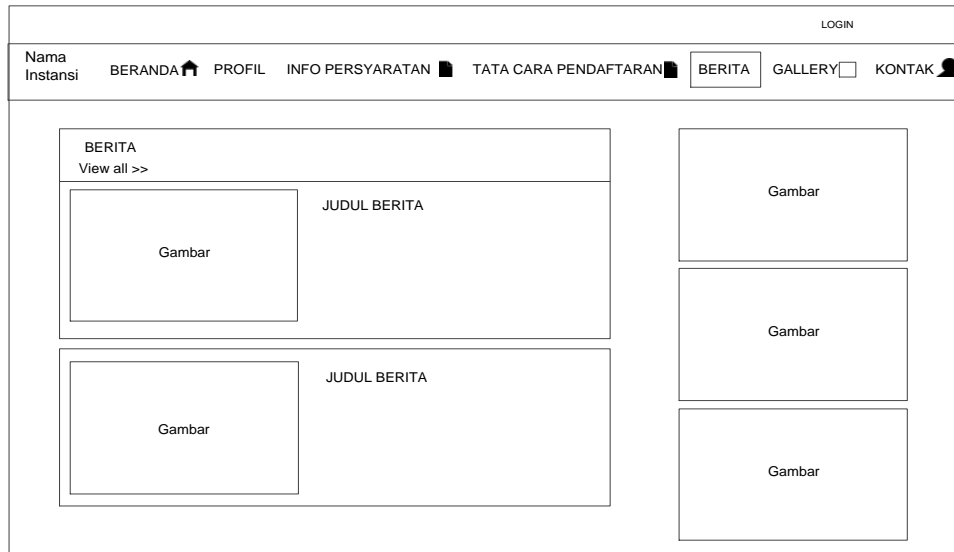 LOGIN
Nama
Instansi
BERANDA PROFIL INFO PERSYARATAN TATA CARA PENDAFTARAN BERITA GALLERY KONTAK
BERITA
View all >>
Gambar
JUDUL BERITA
Gambar
JUDUL BERITA
Gambar
Gambar
Gambar